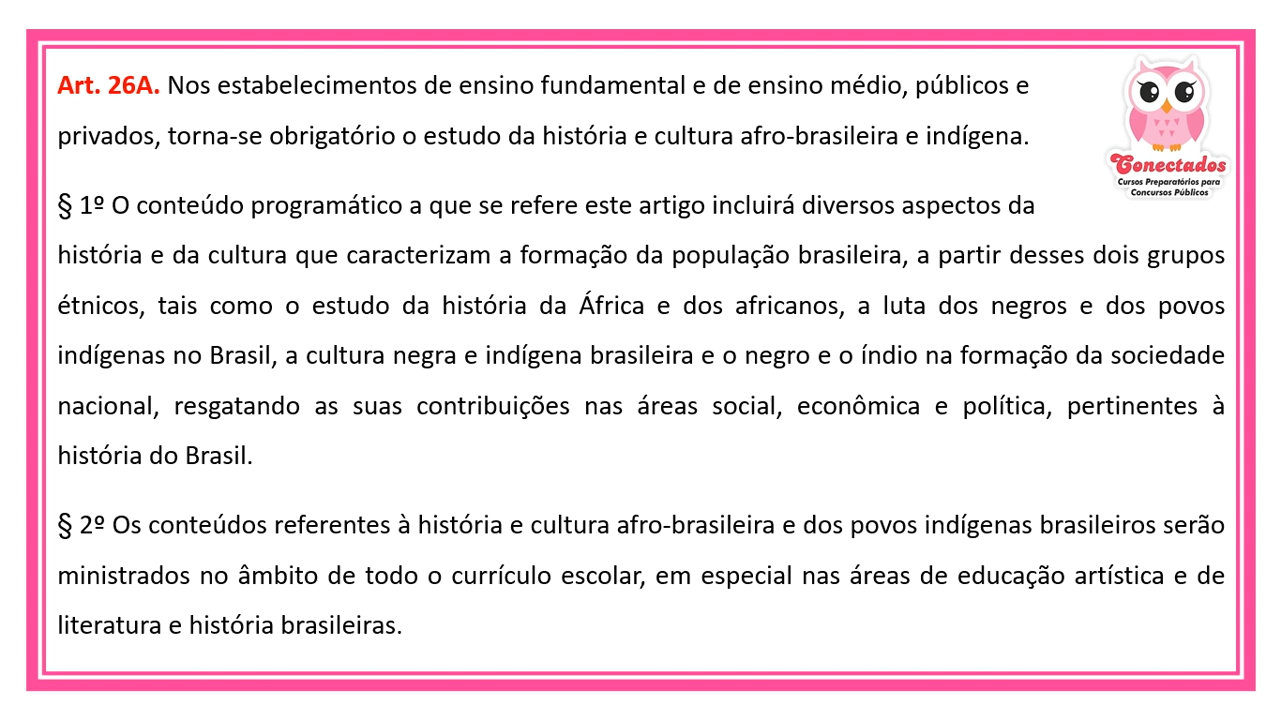 Art. 26A. Nos estabelecimentos de ensino fundamental e de ensino médio, públicos e
privados, torna-se obrigatório o estudo da história e cultura afro-brasileira e indígena.
Conectados
Cursos Preparatórios para
Concursos Públicos
§ 1º O conteúdo programático a que se refere este artigo incluirá diversos aspectos da
história e da cultura que caracterizam a formação da população brasileira, a partir desses dois grupos
étnicos, tais como o estudo da história da África e dos africanos, a luta dos negros e dos povos
indígenas no Brasil, a cultura negra e indígena brasileira e o negro e o índio na formação da sociedade
nacional, resgatando as suas contribuições nas áreas social, econômica e política, pertinentes à
história do Brasil.
§ 2º Os conteúdos referentes à história e cultura afro-brasileira e dos povos indígenas brasileiros serão
ministrados no âmbito de todo o currículo escolar, em especial nas áreas de educação artística e de
literatura e história brasileiras.